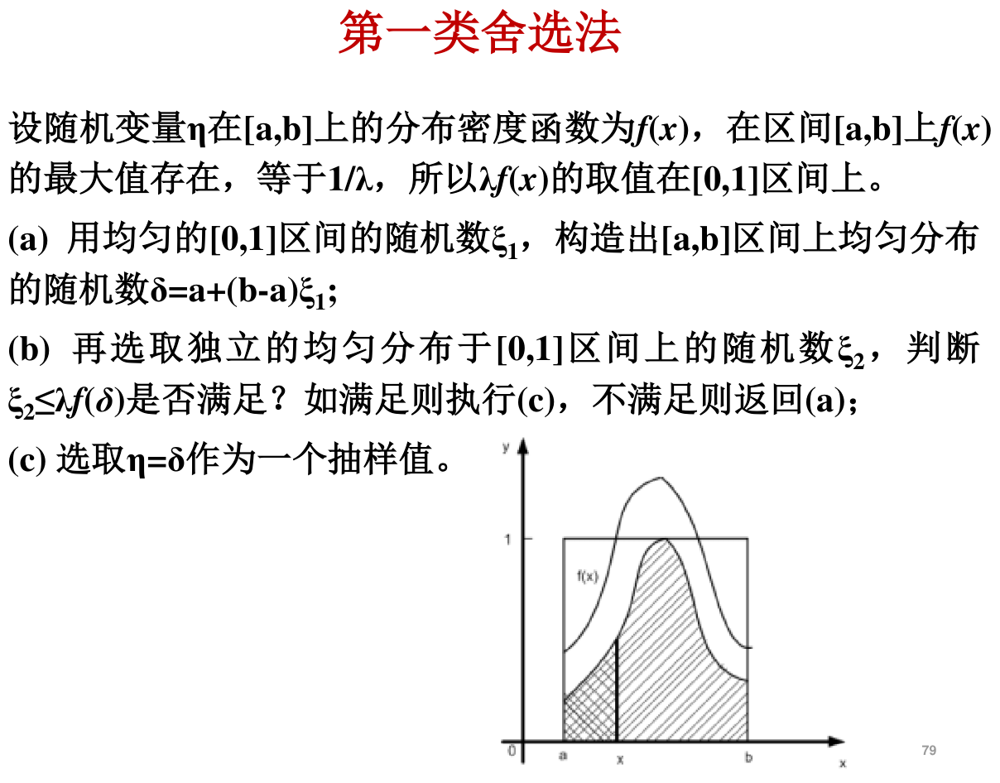 第一类舍选法
设随机变量η在[a,b]上的分布密度函数为f(x)，在区间[a,b]上f(x)
的最大值存在，等于1/λ，所以λf(x)的取值在[0,1]区间上。
(a) 用均匀的[0,1]区间的随机数ξ1，构造出[a,b]区间上均匀分布
的随机数δ=a+(b-a)ξ1;
(b) 再选取独立的均匀分布于[0,1]区间上的随机数ξ2，判断
ξ2≤λf(δ)是否满足？如满足则执行(c)，不满足则返回(a)；
(c) 选取η=δ作为一个抽样值。
y
1
f(x)
0
a
x
b
x
79